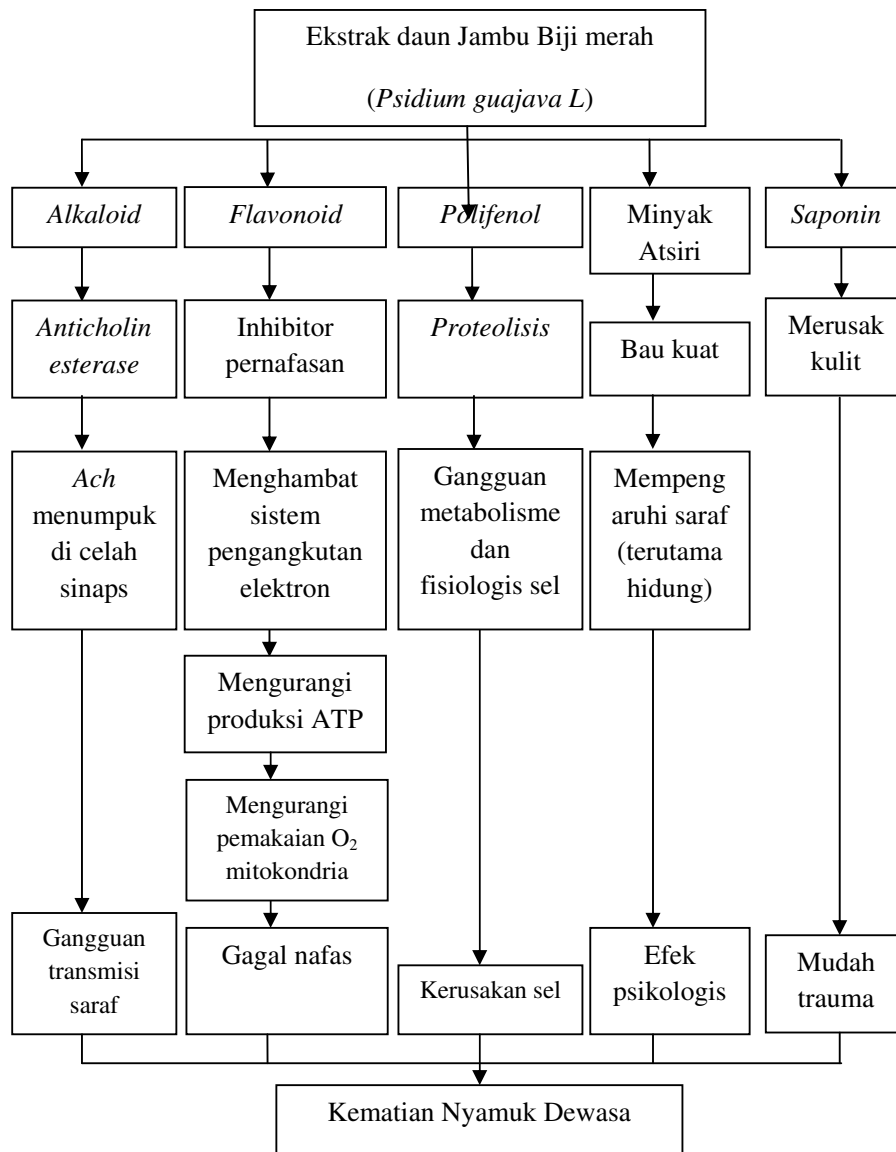 Ekstrak daun Jambu Biji merah
(Psidium guajava L)
Alkaloid
Flavonoid
Polifenol
Minyak
Atsiri
Saponin
Anticholin
esterase
Inhibitor
pernafasan
Proteolisis
Bau kuat
Merusak
kulit
Ach
menumpuk
di celah
sinaps
Menghambat
sistem
pengangkutan
elektron
Gangguan
metabolisme
dan
fisiologis sel
Mempeng
aruhi saraf
(terutama
hidung)
Mengurangi
produksi ATP
Mengurangi
pemakaian O₂
mitokondria
Gangguan
transmisi
saraf
Gagal nafas
Kerusakan sel
Efek
psikologis
Mudah
trauma
Kematian Nyamuk Dewasa